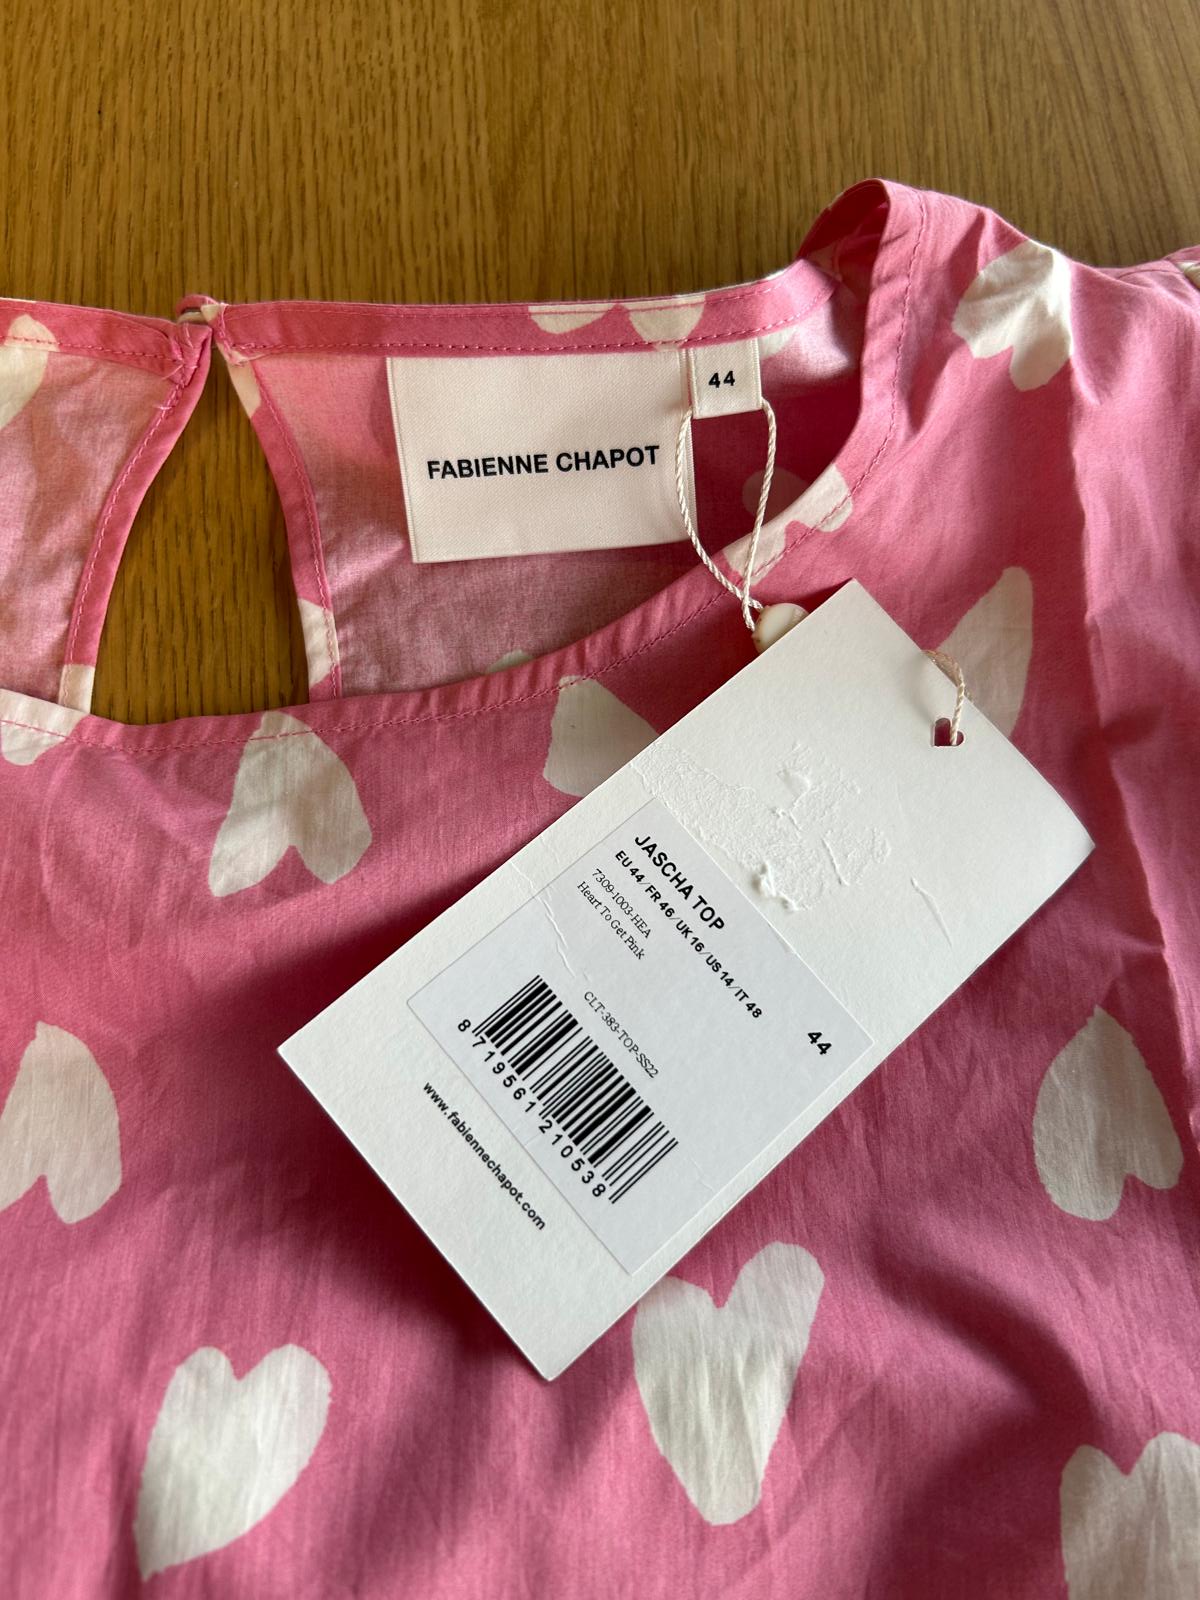 44
FABIENNE CHAPOT
JASCHA TOP
EU 44/FR 46/UK 16/US 14/IT 48
7309-1003-HEA
Heart To Get Pink
44
CLT-383-TOP-SS22
8 719561 210538
www.fabiennechapot.com